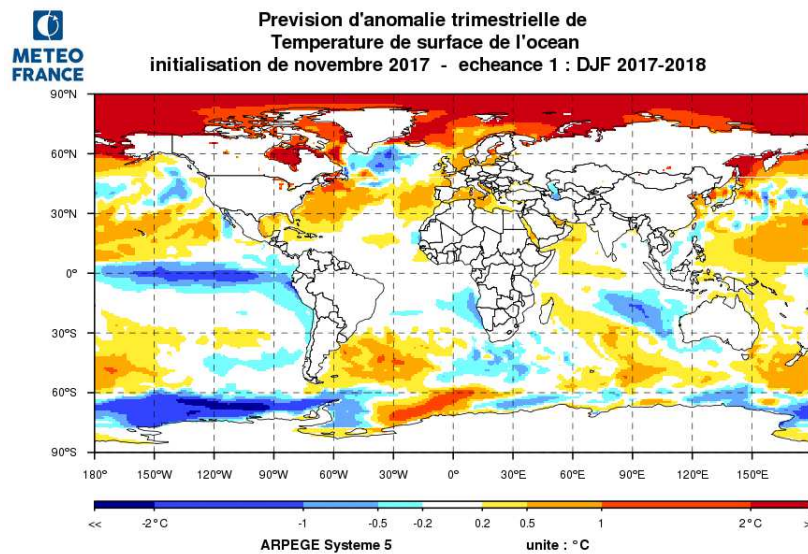 METEO
FRANCE
Prevision d'anomalie trimestrielle de
Temperature de surface de l'ocean
initialisation de novembre 2017 - echeance 1 : DJF 2017-2018
90°N
60°N
30°N
0°
30°S
60°S
90°S
180° 150°W 120°W 90°W 60°W 30°W 0° 30°E 60°E 90°E 120°E 150°E
<< -2°C -1 -0.5 -0.2 0.2 0.5 1 2°C >
ARPEGE Systeme 5 unite : °C